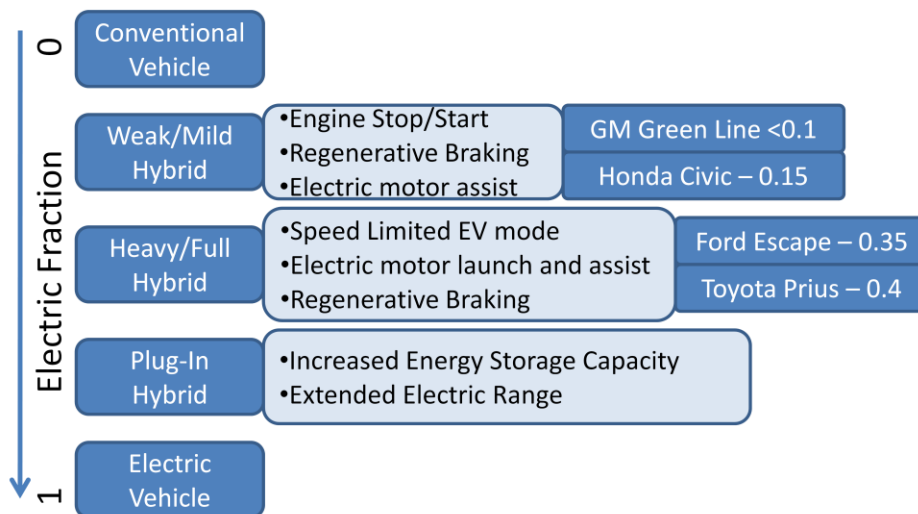 0
Conventional
Vehicle
Electric Fraction
Weak/Mild
Hybrid
•Engine Stop/Start
•Regenerative Braking
•Electric motor assist
GM Green Line <0.1
Honda Civic – 0.15
Heavy/Full
Hybrid
•Speed Limited EV mode
•Electric motor launch and assist
•Regenerative Braking
Ford Escape – 0.35
Toyota Prius – 0.4
Plug-In
Hybrid
•Increased Energy Storage Capacity
•Extended Electric Range
1
Electric
Vehicle